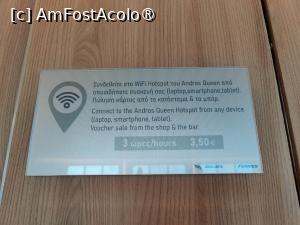 [c] AmFostAcolo®
Συνδεθείτε στο WiFi Hotspot του Andros Queen από
οποιαδήποτε συσκευή σας (laptop,smartphone,tablet).
Πώληση κάρτας από το κατάστημα & το μπάρ.
Connect to the Andros Queen Hotspot from any device
(laptop, smartphone, tablet).
Voucher sale from the shop & the bar.
3 ώρες/hours 3,50€